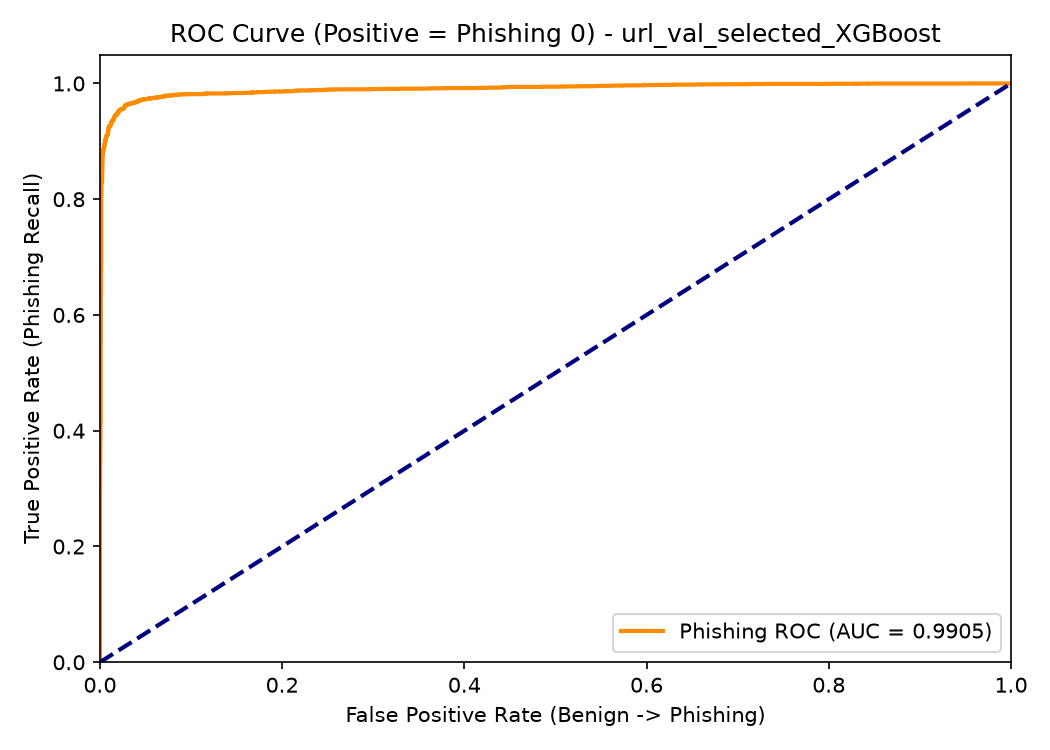 ROC Curve (Positive = Phishing 0) - url_val_selected_XGBoost
True Positive Rate (Phishing Recall)
1.0
0.8
0.6
0.4
0.2
0.0
Phishing ROC (AUC = 0.9905)
0.0 0.2 0.4 0.6 0.8 1.0
False Positive Rate (Benign -> Phishing)